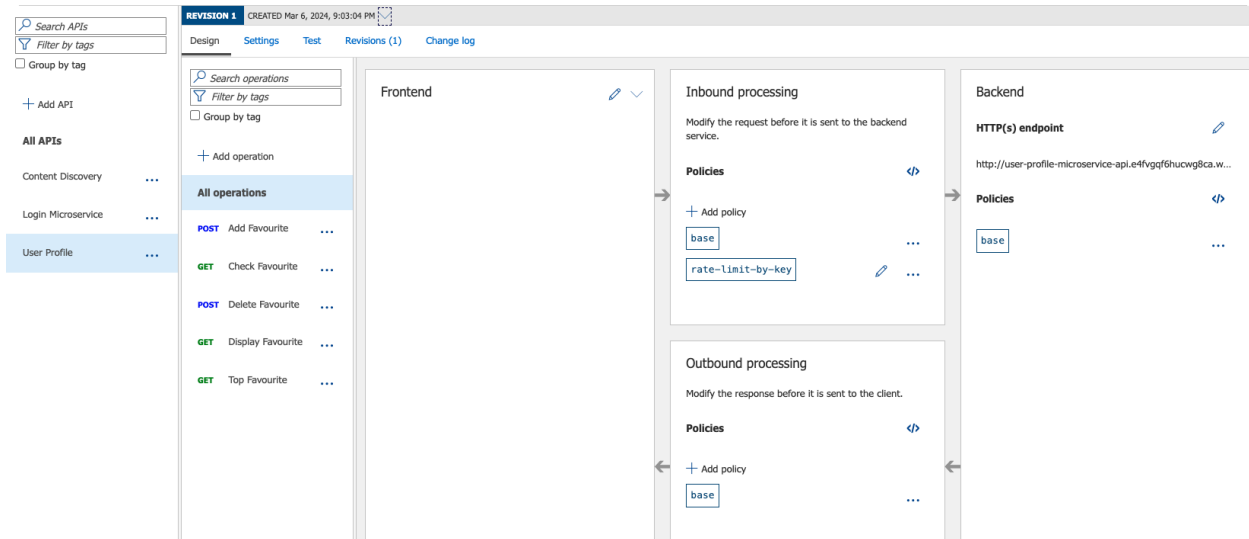 Search APIs
Filter by tags
Group by tag
+ Add API
All APIs
Content Discovery ...
Login Microservice ...
User Profile ...
REVISION 1 CREATED Mar 6, 2024, 9:03:04 PM
Design Settings Test Revisions (1) Change log
Search operations
Filter by tags
Group by tag
+ Add operation
All operations
POST Add Favourite ...
GET Check Favourite ...
POST Delete Favourite ...
GET Display Favourite ...
GET Top Favourite ...
Frontend
Inbound processing
Modify the request before it is sent to the backend
service.
Policies </>
+ Add policy
base ...
rate-limit-by-key ...
Outbound processing
Modify the response before it is sent to the client.
Policies </>
+ Add policy
base ...
Backend
HTTP(s) endpoint
http://user-profile-microservice-api.e4fvgqf6hucwg8ca.w...
Policies </>
base ...